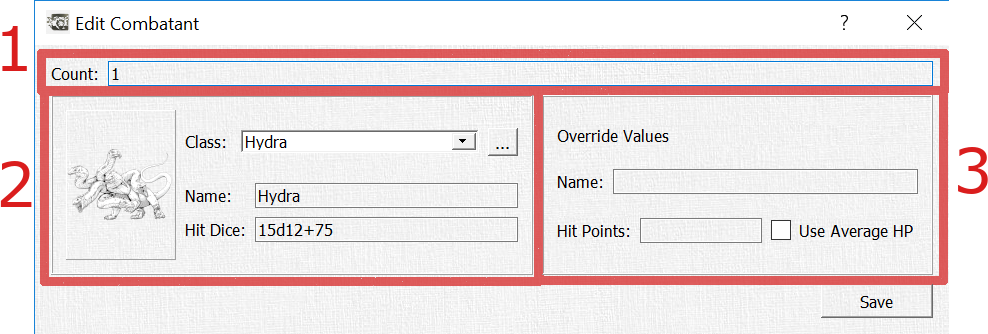 Edit Combatant ?
1
Count: 1
2
Class: Hydra ...
Name: Hydra
Hit Dice: 15d12+75
3
Override Values
Name:
Hit Points: Use Average HP
Save